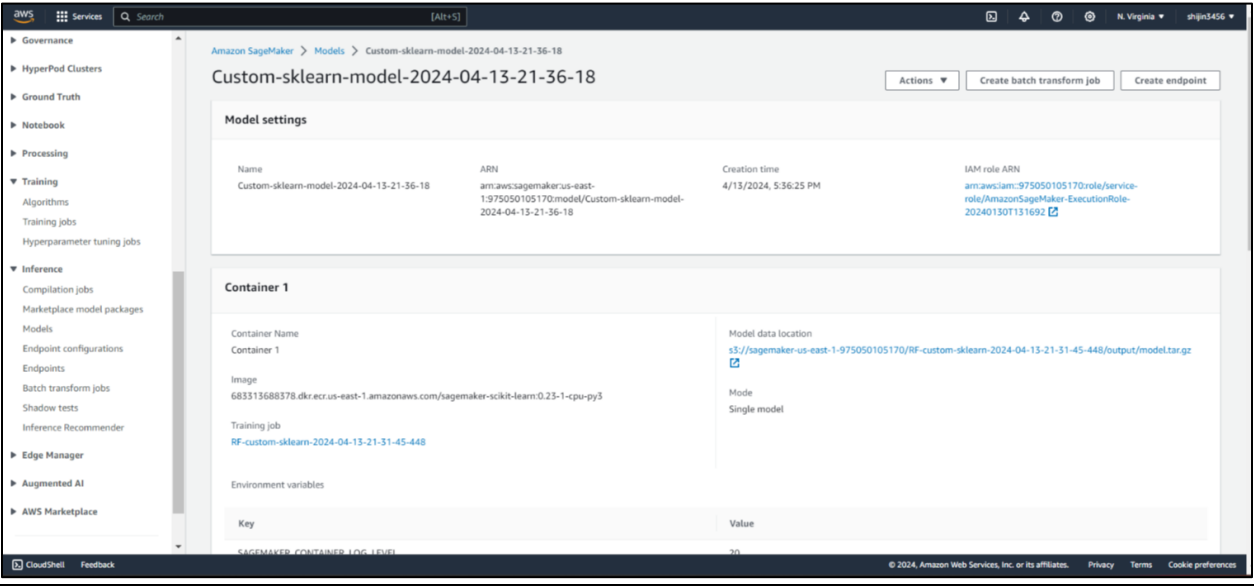 aws Services Search [Alt+S] N. Virginia ▼ shijin3456 ▼
Governance
HyperPod Clusters
Ground Truth
Notebook
Processing
Training
Algorithms
Training jobs
Hyperparameter tuning jobs
Inference
Compilation jobs
Marketplace model packages
Models
Endpoint configurations
Endpoints
Batch transform jobs
Shadow tests
Inference Recommender
Edge Manager
Augmented AI
AWS Marketplace
Amazon SageMaker > Models > Custom-sklearn-model-2024-04-13-21-36-18
Custom-sklearn-model-2024-04-13-21-36-18
Actions ▼ Create batch transform job Create endpoint
Model settings
Name
Custom-sklearn-model-2024-04-13-21-36-18
ARN
arn:aws:sagemaker:us-east-
1:975050105170:model/Custom-sklearn-model-
2024-04-13-21-36-18
Creation time
4/13/2024, 5:36:25 PM
IAM role ARN
arn:aws:iam::975050105170:role/service-
role/AmazonSageMaker-ExecutionRole-
20240130T131692
Container 1
Container Name
Container 1
Image
683313688378.dkr.ecr.us-east-1.amazonaws.com/sagemaker-scikit-learn:0.23-1-cpu-py3
Training job
RF-custom-sklearn-2024-04-13-21-31-45-448
Model data location
s3://sagemaker-us-east-1-975050105170/RF-custom-sklearn-2024-04-13-21-31-45-448/output/model.tar.gz
Mode
Single model
Environment variables
Key Value
SAGEMAKER_CONTAINER_LOG_LEVEL 20
CloudShell Feedback © 2024, Amazon Web Services, Inc. or its affiliates. Privacy Terms Cookie preferences